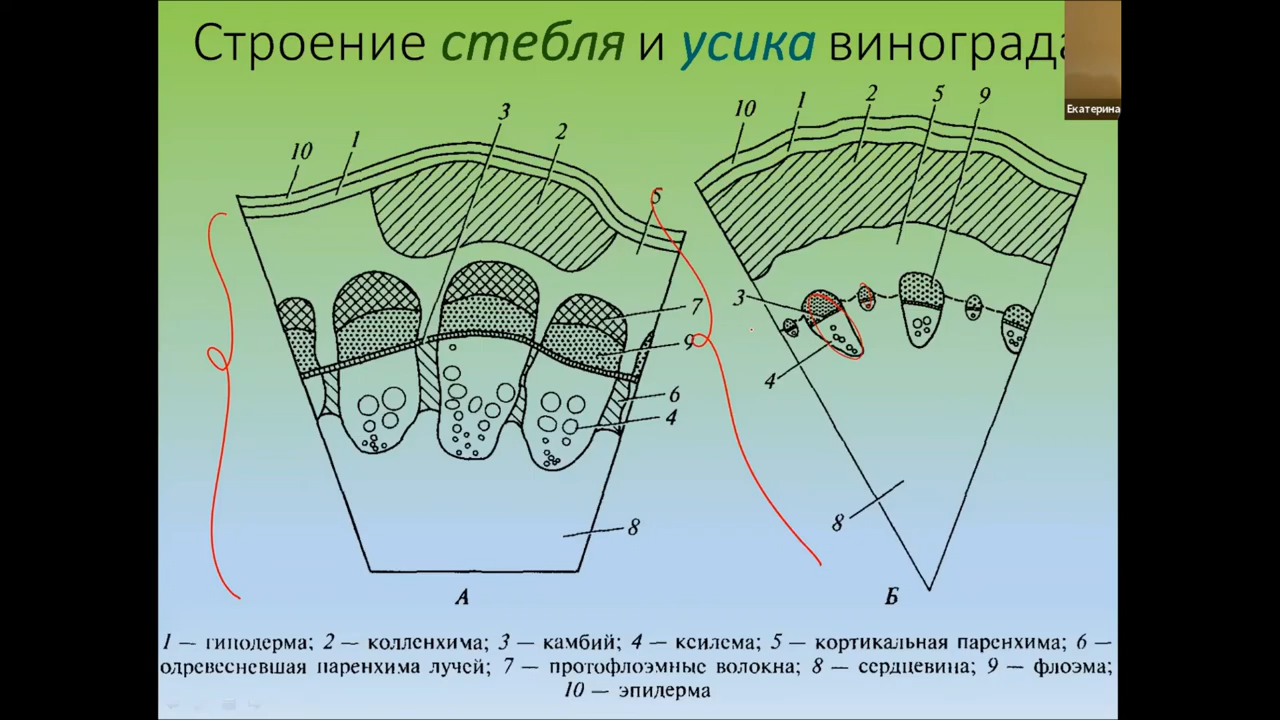 Строение стебля и усика винограда
Екатерина
3
2
10
1
5
7
9
6
4
8
А
10
1
2
5
9
3
4
8
Б
1 — гиподерма; 2 — колленхима; 3 — камбий; 4 — ксилема; 5 — кортикальная паренхима; 6 —
одревесневшая паренхима лучей; 7 — протофлоэмные волокна; 8 — сердцевина; 9 — флоэма;
10 — эпидерма